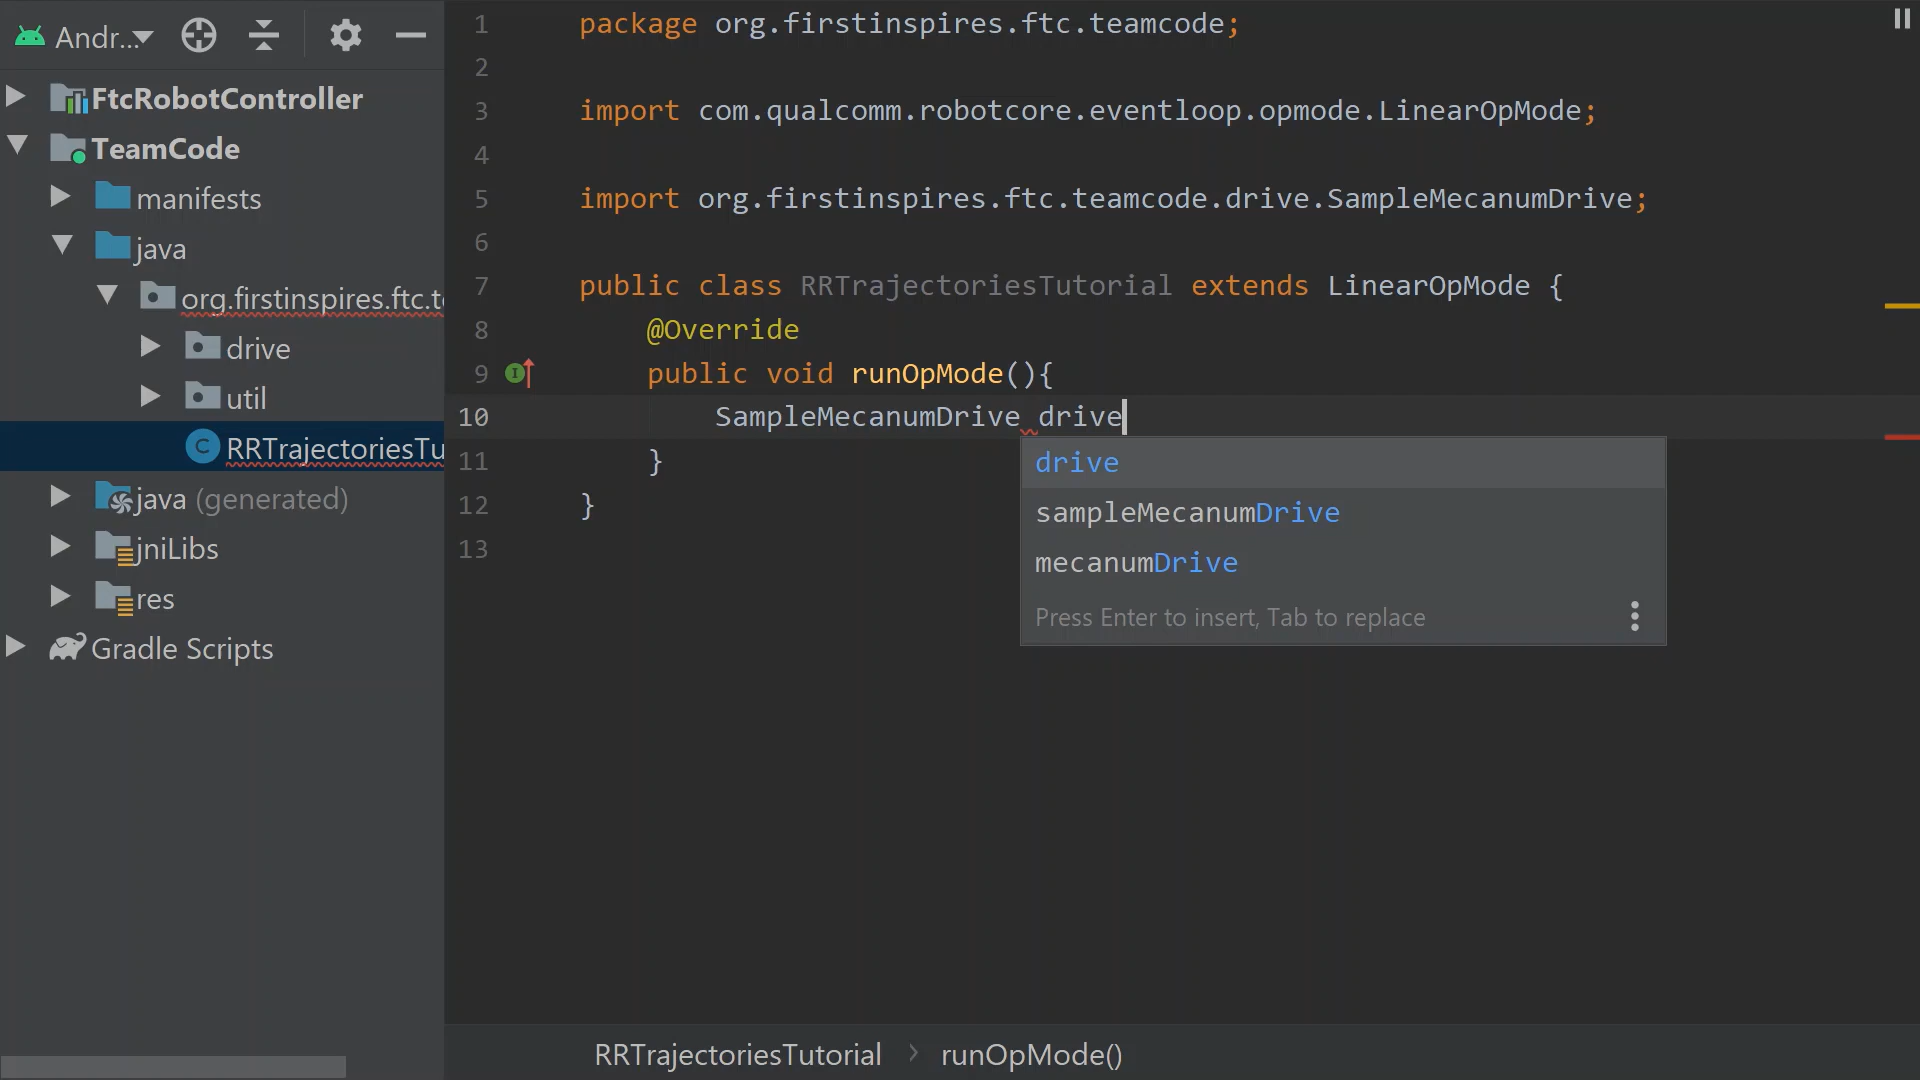 Andr...
FtcRobotController
TeamCode
manifests
java
org.firstinspires.ftc.t
drive
util
RRTrajectoriesTu
java (generated)
jniLibs
res
Gradle Scripts
1 package org.firstinspires.ftc.teamcode;
2
3 import com.qualcomm.robotcore.eventloop.opmode.LinearOpMode;
4
5 import org.firstinspires.ftc.teamcode.drive.SampleMecanumDrive;
6
7 public class RRTrajectoriesTutorial extends LinearOpMode {
8 @Override
9 public void runOpMode(){
10 SampleMecanumDrive drive
11 }
12 }
13
drive
sampleMecanumDrive
mecanumDrive
Press Enter to insert, Tab to replace
RRTrajectoriesTutorial > runOpMode()